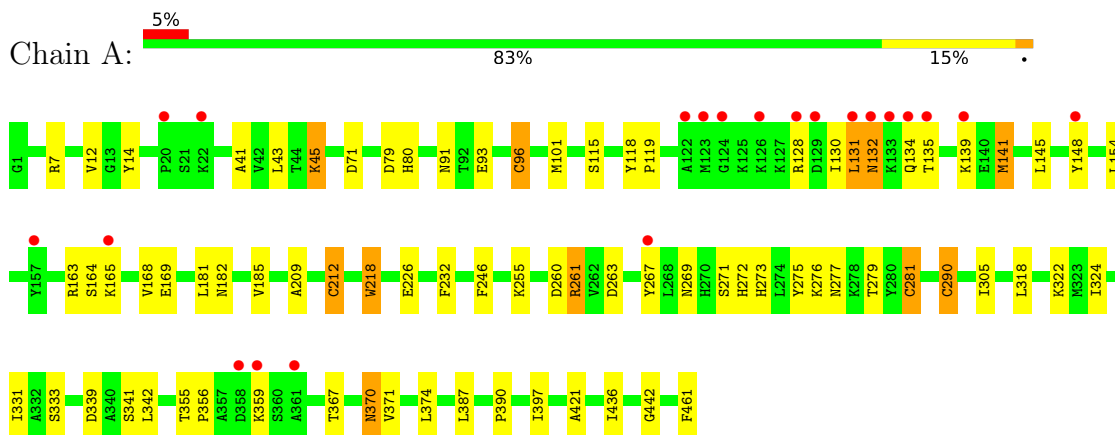 5%
Chain A:
83% 15% •
G1 R7 V12 G13 Y14 P20 S21 K22 A41 V42 L43 T44 K45 D71 D79 H80 N91 T92 E93 C96 M101 S115 Y118 P119 A122 M123 G124 K125 K126 K127 R128 D129 I130 L131 N132 K133 Q134 T135 K139 E140 M141 L145 Y148 L154
Y157 R163 S164 K165 V168 E169 L181 N182 V185 A209 C212 W218 E226 F232 F246 K255 D260 R261 V262 D263 Y267 L268 N269 H270 S271 H272 H273 L274 Y275 K276 N277 K278 T279 Y280 C281 C290 I305 L318 K322 M323 I324
I331 A332 S333 D339 A340 S341 L342 T355 P356 A357 D358 K359 S360 A361 T367 N370 V371 L374 L387 P390 I397 A421 I436 G442 F461